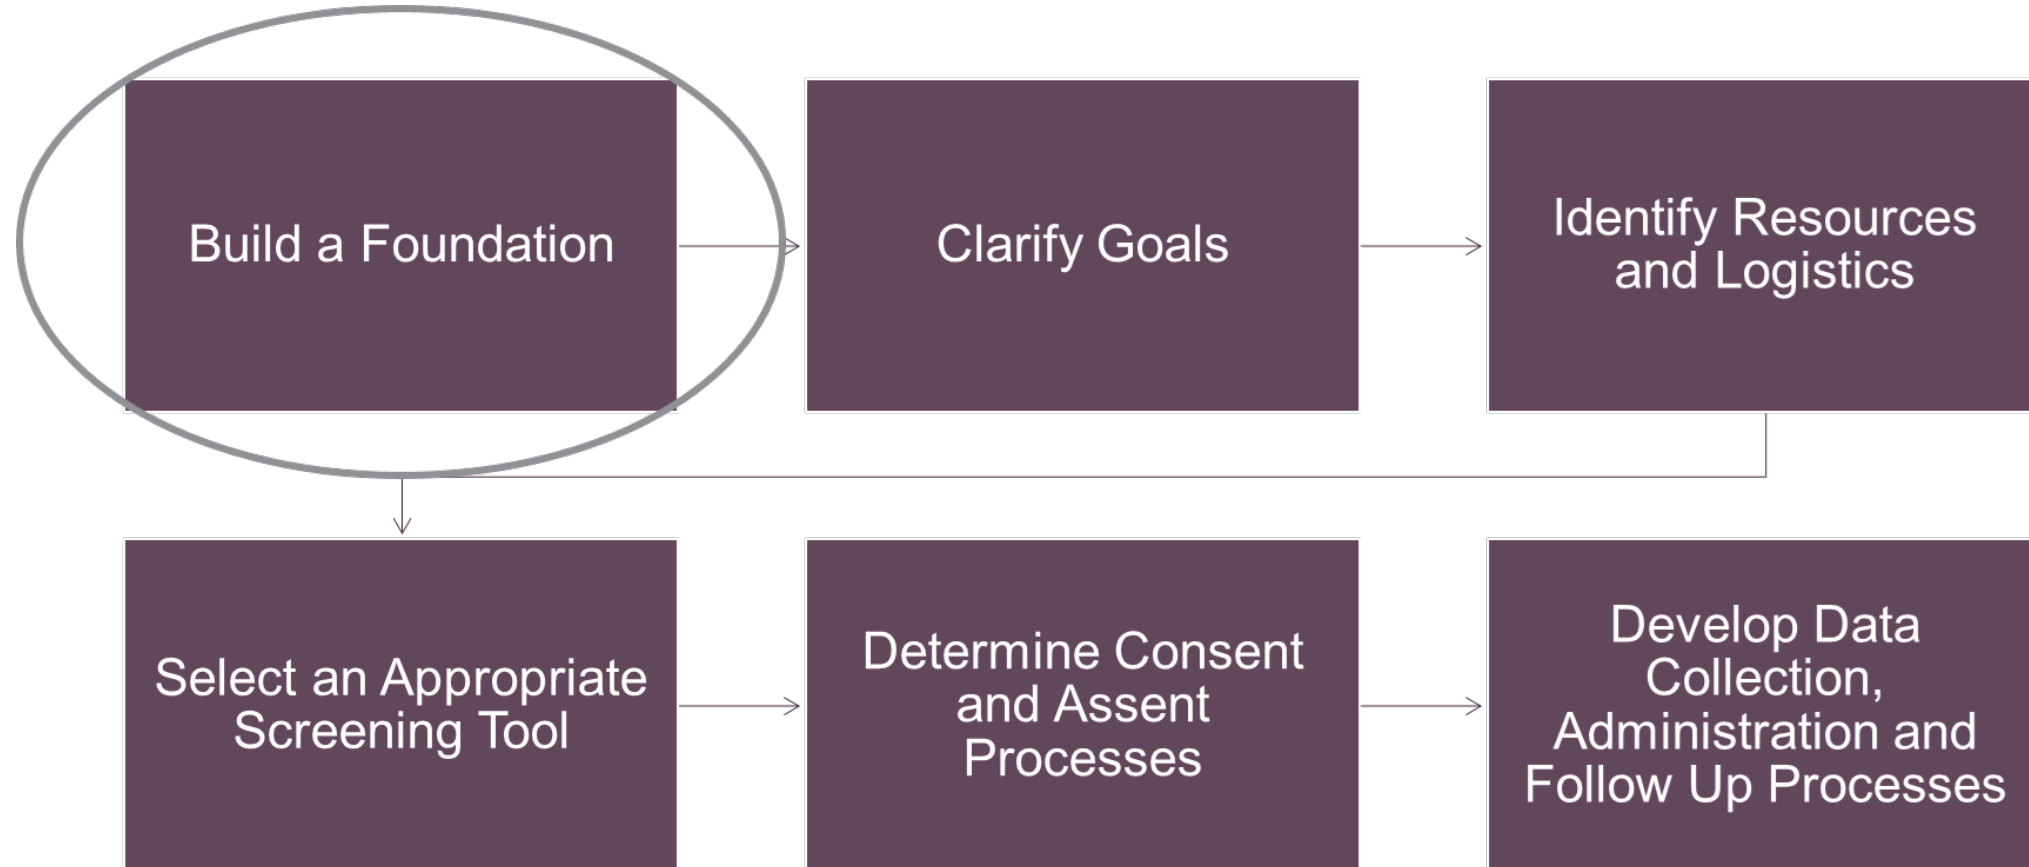 Build a Foundation
Clarify Goals
Identify Resources
and Logistics
Select an Appropriate
Screening Tool
Determine Consent
and Assent
Processes
Develop Data
Collection,
Administration and
Follow Up Processes